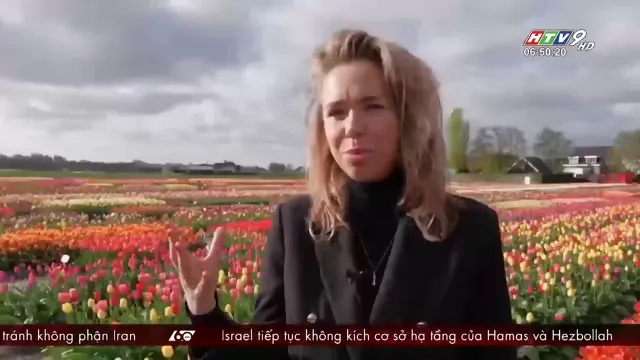 HTV9 HD
06:50:20
tránh không phận Iran 60 Israel tiếp tục không kích cơ sở hạ tầng của Hamas và Hezbollah